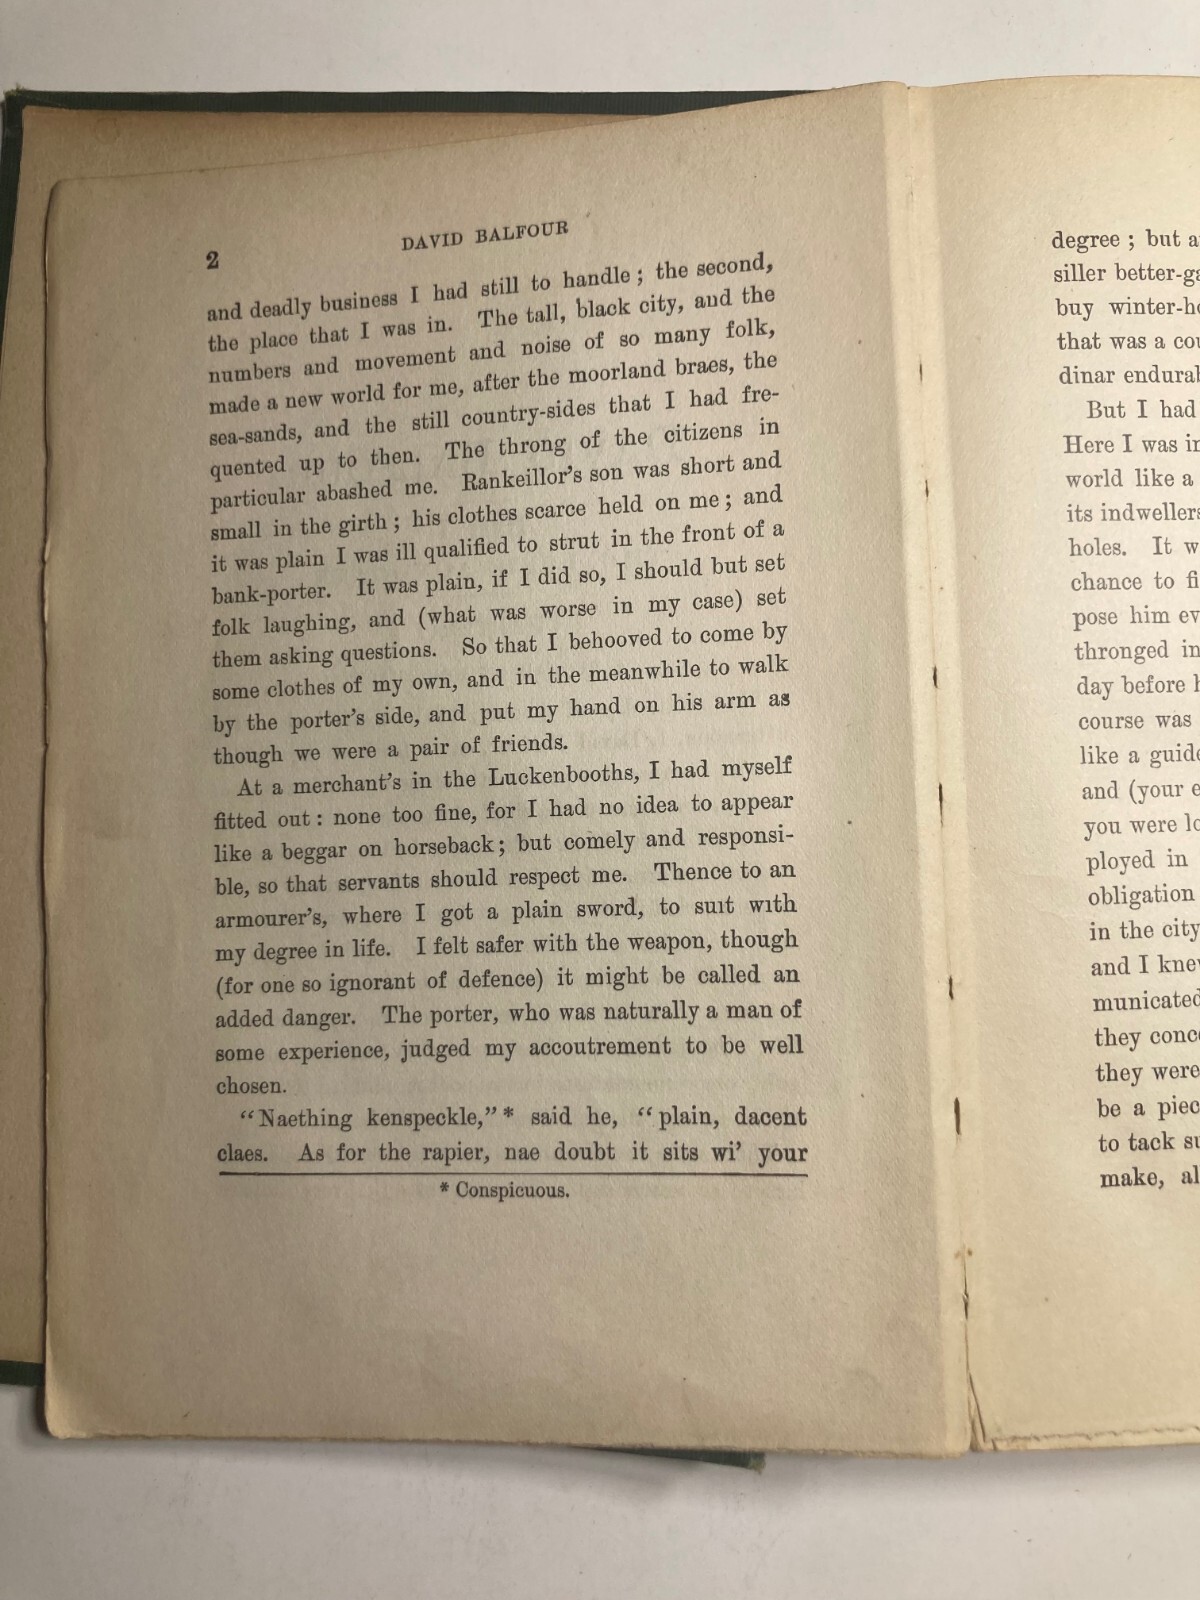 2
DAVID BALFOUR
and deadly business I had still to handle; the second,
the place that I was in. The tall, black city, and the
numbers and movement and noise of so many folk,
made a new world for me, after the moorland braes, the
sea-sands, and the still country-sides that I had fre-
quented up to then. The throng of the citizens in
particular abashed me. Rankeillor's son was short and
small in the girth; his clothes scarce held on me; and
it was plain I was ill qualified to strut in the front of a
bank-porter. It was plain, if I did so, I should but set
folk laughing, and (what was worse in my case) set
them asking questions. So that I behooved to come by
some clothes of my own, and in the meanwhile to walk
by the porter's side, and put my hand on his arm as
though we were a pair of friends.
At a merchant's in the Luckenbooths, I had myself
fitted out: none too fine, for I had no idea to appear
like a beggar on horseback; but comely and responsi-
ble, so that servants should respect me. Thence to an
armourer's, where I got a plain sword, to suit with
my degree in life. I felt safer with the weapon, though
(for one so ignorant of defence) it might be called an
added danger. The porter, who was naturally a man of
some experience, judged my accoutrement to be well
chosen.
"Naething kenspeckle,"* said he, "plain, dacent
claes. As for the rapier, nae doubt it sits wi' your
* Conspicuous.
degree; but
siller
buy
that was a
dinar
But I had
Here I was
world like a
its indwellers
holes. It
chance to
pose him
thronged
day before
course was
like a
and (your
you were
ployed in
obligation
in the city
and I
municated
they
they were
be a
to tack
make,